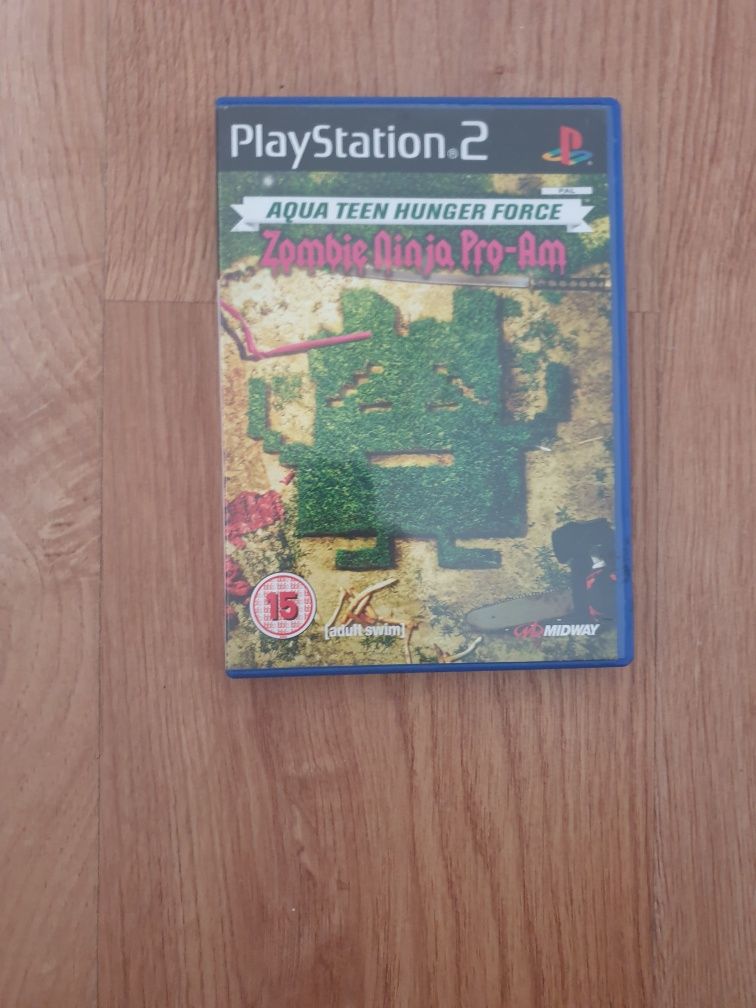 PlayStation®2
PAL
AQUA TEEN HUNGER FORCE
Zombie Ninja Pro-Am
15
[adult swim]
MIDWAY